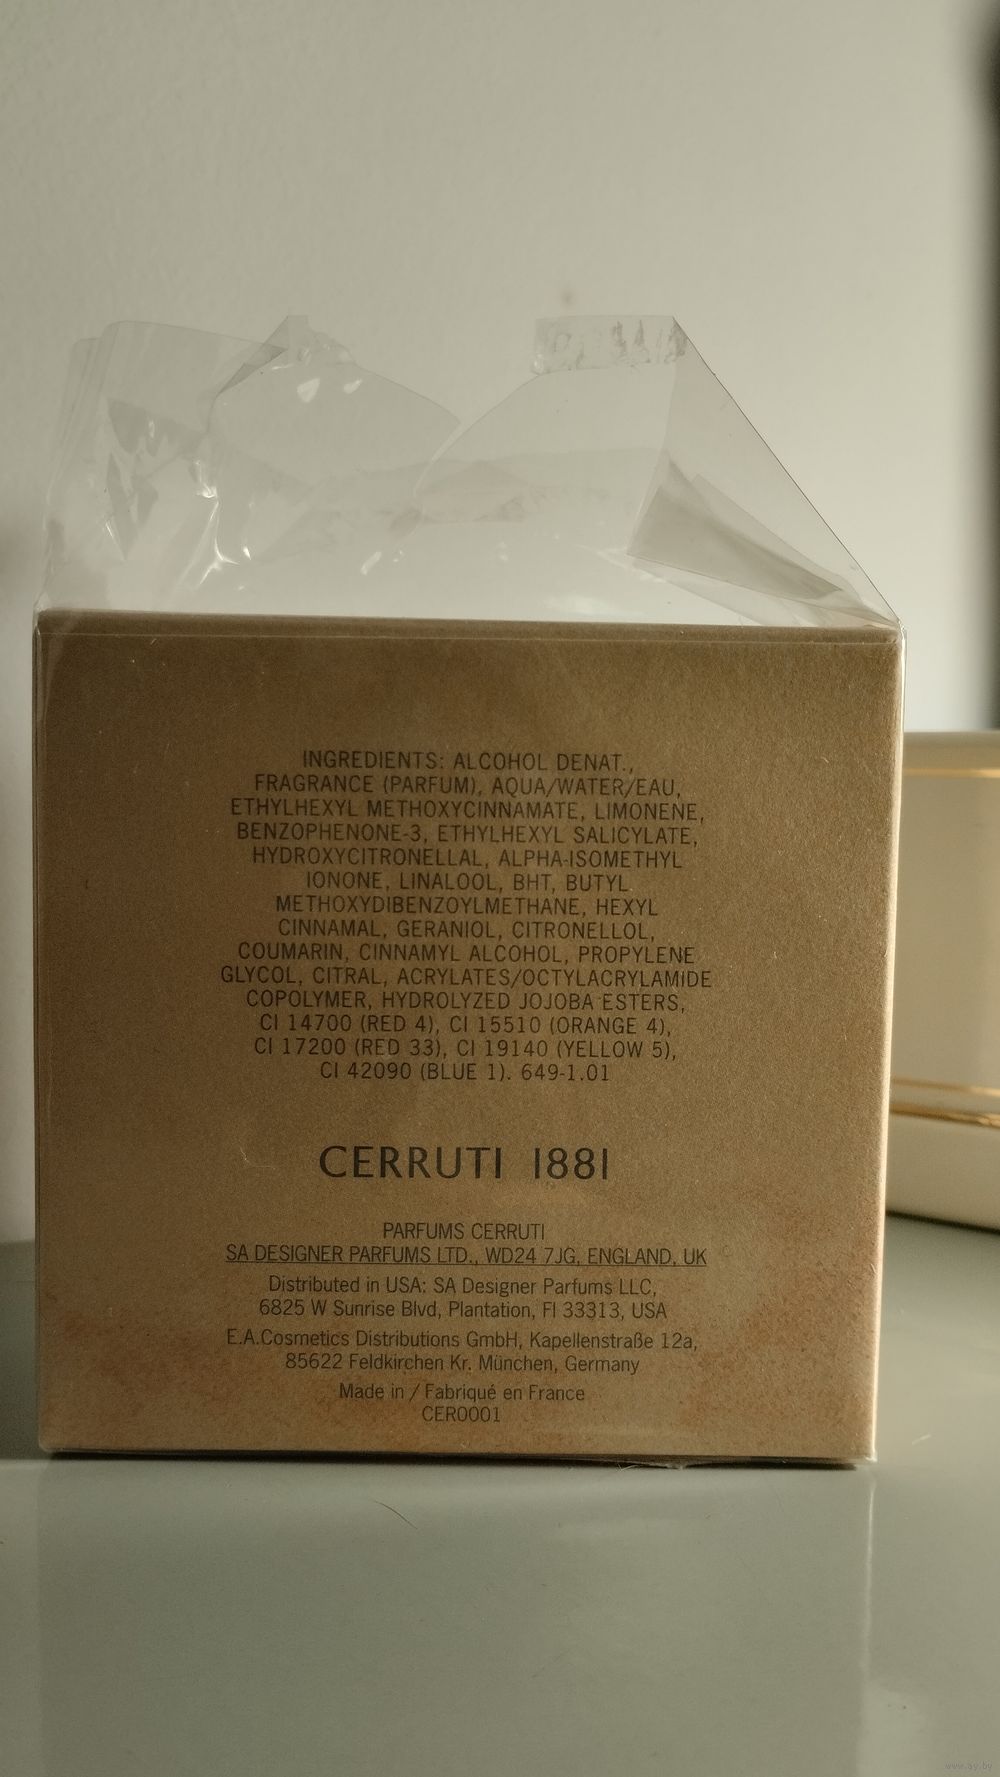 INGREDIENTS: ALCOHOL DENAT.,
FRAGRANCE (PARFUM), AQUA/WATER/EAU,
ETHYLHEXYL METHOXYCINNAMATE, LIMONENE,
BENZOPHENONE-3, ETHYLHEXYL SALICYLATE,
HYDROXYCITRONELLAL, ALPHA-ISOMETHYL
IONONE, LINALOOL, BHT, BUTYL
METHOXYDIBENZOYLMETHANE, HEXYL
CINNAMAL, GERANIOL, CITRONELLOL,
COUMARIN, CINNAMYL ALCOHOL, PROPYLENE
GLYCOL, CITRAL, ACRYLATES/OCTYLACRYLAMIDE
COPOLYMER, HYDROLYZED JOJOBA ESTERS,
CI 14700 (RED 4), CI 15510 (ORANGE 4),
CI 17200 (RED 33), CI 19140 (YELLOW 5),
CI 42090 (BLUE 1). 649-1.01
CERRUTI 1881
PARFUMS CERRUTI
SA DESIGNER PARFUMS LTD., WD24 7JG, ENGLAND, UK
Distributed in USA: SA Designer Parfums LLC,
6825 W Sunrise Blvd, Plantation, Fl 33313, USA
E.A.Cosmetics Distributions GmbH, Kapellenstraße 12a,
85622 Feldkirchen Kr. München, Germany
Made in / Fabriqué en France
CER0001
www.ay.by